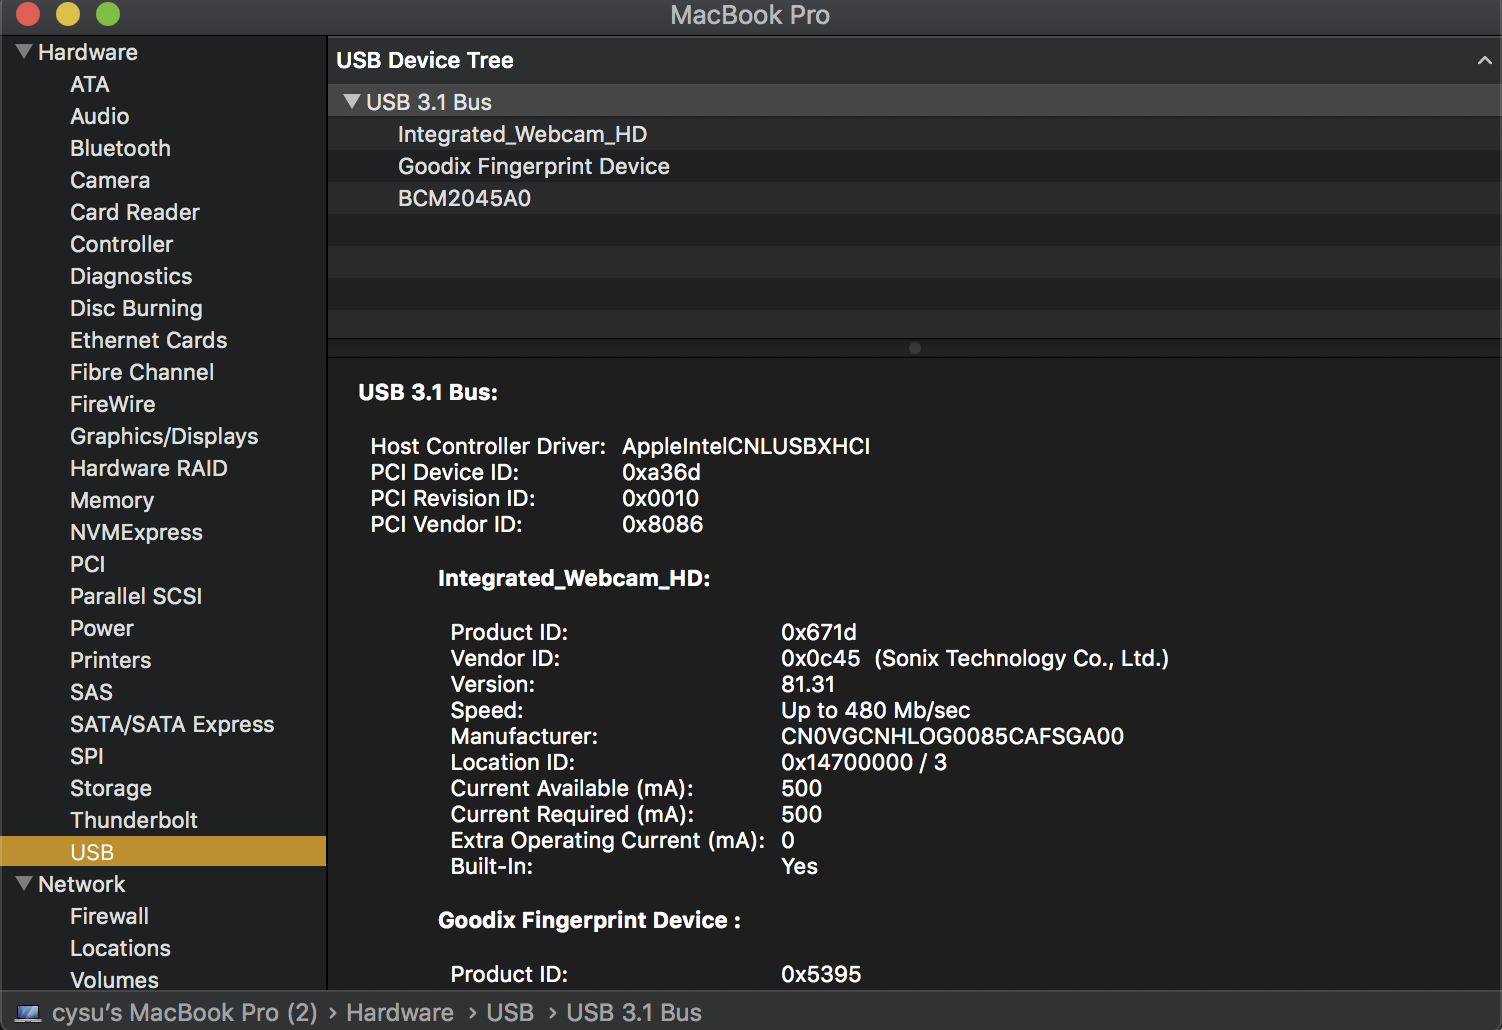 MacBook Pro
Hardware
ATA
Audio
Bluetooth
Camera
Card Reader
Controller
Diagnostics
Disc Burning
Ethernet Cards
Fibre Channel
FireWire
Graphics/Displays
Hardware RAID
Memory
NVMExpress
PCI
Parallel SCSI
Power
Printers
SAS
SATA/SATA Express
SPI
Storage
Thunderbolt
USB
Network
Firewall
Locations
Volumes
USB Device Tree
USB 3.1 Bus
Integrated_Webcam_HD
Goodix Fingerprint Device
BCM2045A0
USB 3.1 Bus:
Host Controller Driver: AppleIntelCNLUSBXHCI
PCI Device ID: 0xa36d
PCI Revision ID: 0x0010
PCI Vendor ID: 0x8086
Integrated_Webcam_HD:
Product ID: 0x671d
Vendor ID: 0x0c45 (Sonix Technology Co., Ltd.)
Version: 81.31
Speed: Up to 480 Mb/sec
Manufacturer: CN0VGCNHLOG0085CAFSGA00
Location ID: 0x14700000 / 3
Current Available (mA): 500
Current Required (mA): 500
Extra Operating Current (mA): 0
Built-In: Yes
Goodix Fingerprint Device :
Product ID: 0x5395
cysu's MacBook Pro (2) › Hardware › USB › USB 3.1 Bus